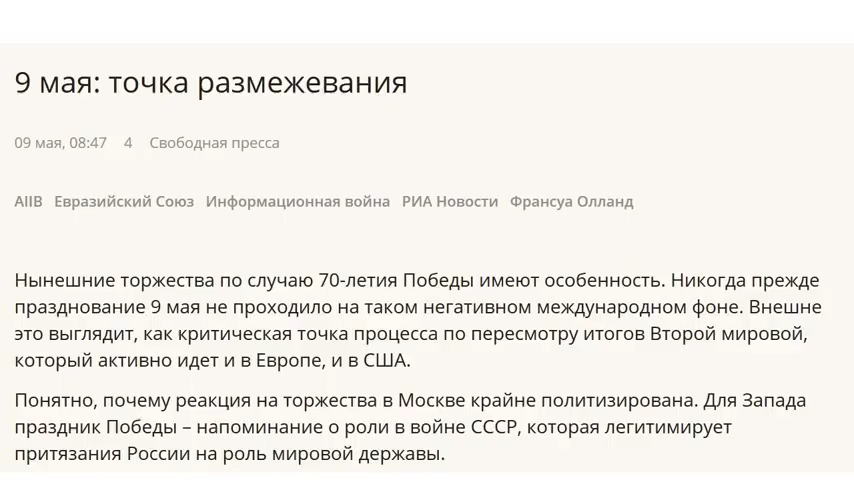 9 мая: точка размежевания
09 мая, 08:47 4 Свободная пресса
AIIB Евразийский Союз Информационная война РИА Новости Франсуа Олланд
Нынешние торжества по случаю 70-летия Победы имеют особенность. Никогда прежде
празднование 9 мая не проходило на таком негативном международном фоне. Внешне
это выглядит, как критическая точка процесса по пересмотру итогов Второй мировой,
который активно идет и в Европе, и в США.
Понятно, почему реакция на торжества в Москве крайне политизирована. Для Запада
праздник Победы – напоминание о роли в войне СССР, которая легитимирует
притязания России на роль мировой державы.